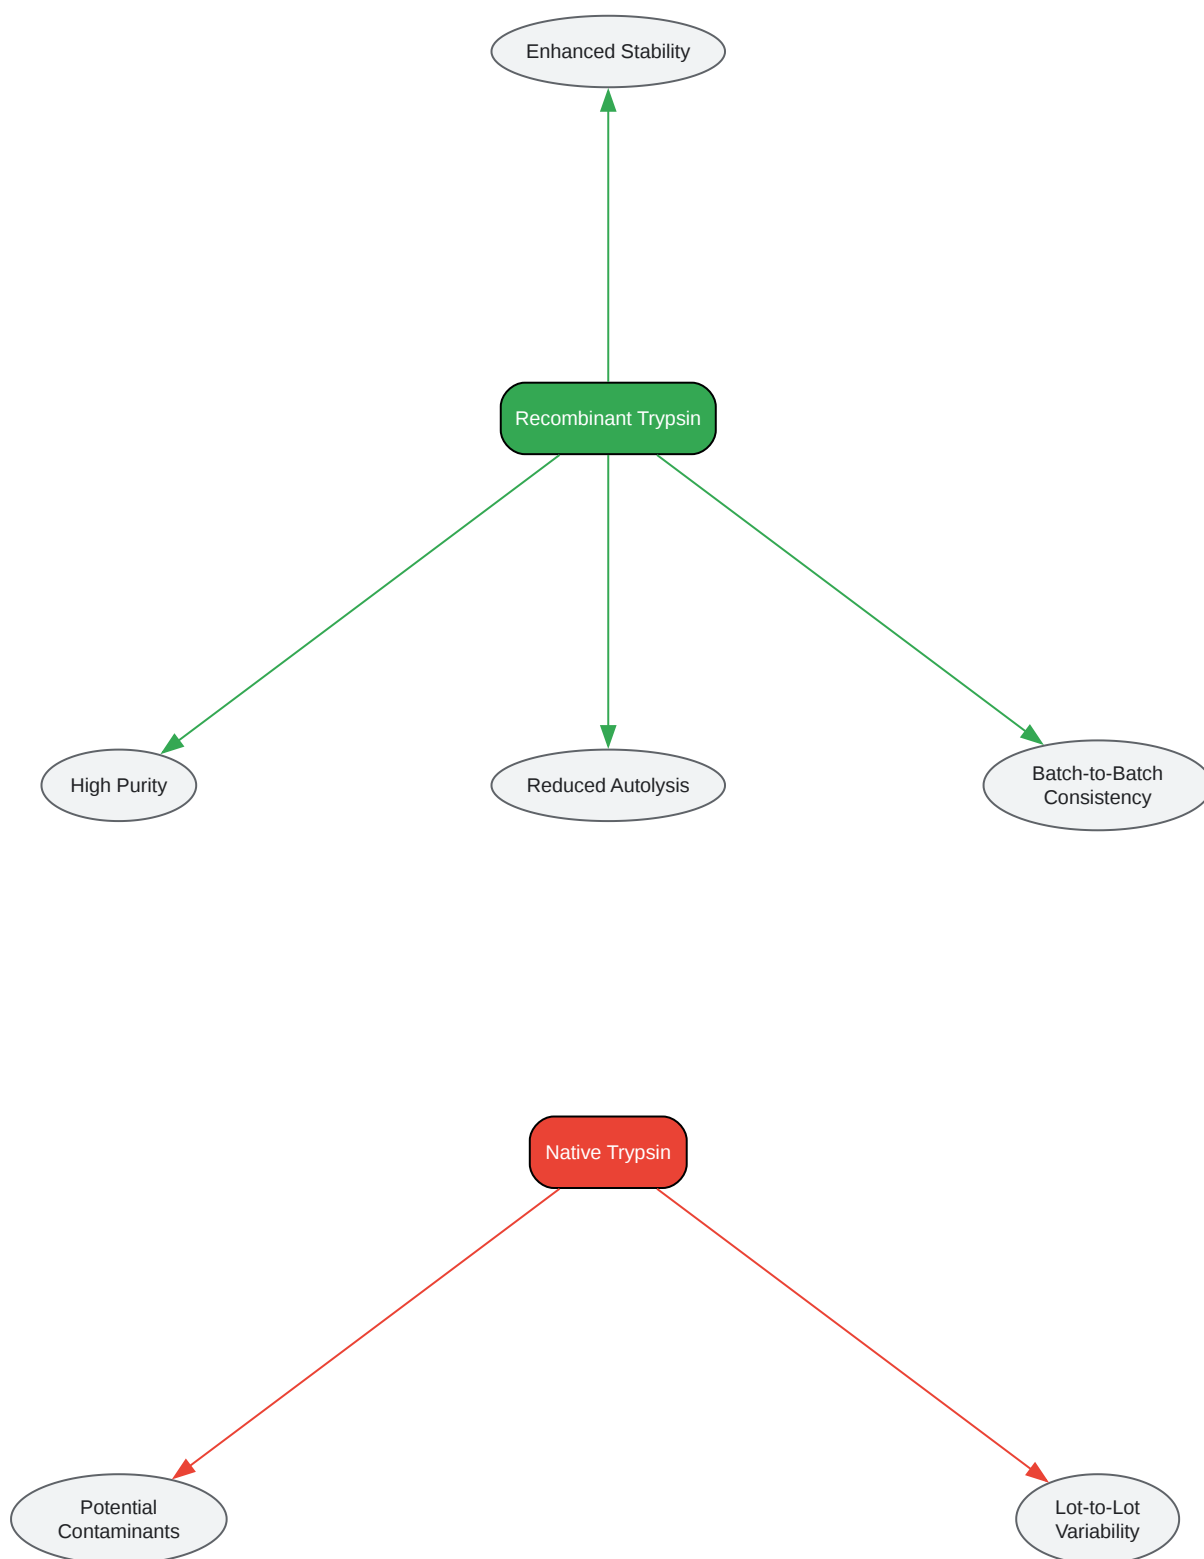 Enhanced Stability
Recombinant Trypsin
High Purity
Reduced Autolysis
Batch-to-Batch
Consistency
Native Trypsin
Potential
Contaminants
Lot-to-Lot
Variability